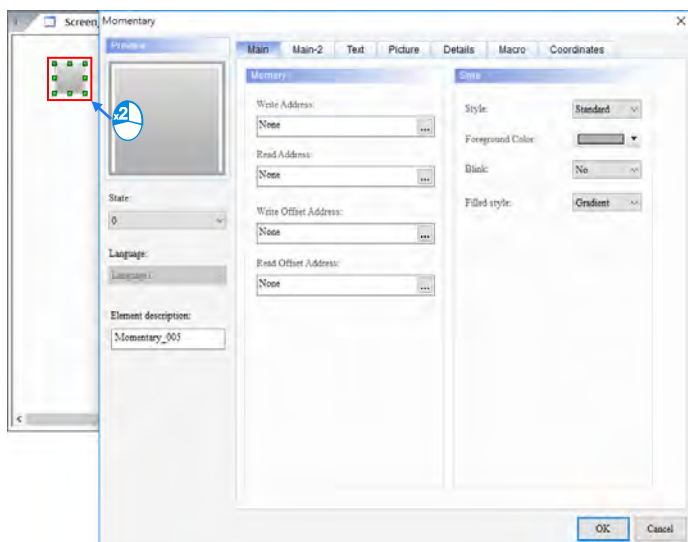 Screen
Momentary
Preview
State:
0
Language:
Language1
Element description:
Momentary_005
Main Main-2 Text Picture Details Macro Coordinates
Memory
Write Address:
None ...
Read Address:
None ...
Write Offset Address:
None ...
Read Offset Address:
None ...
Style
Style: Standard
Foreground Color:
Blink: No
Filled style: Gradient
x2
OK Cancel